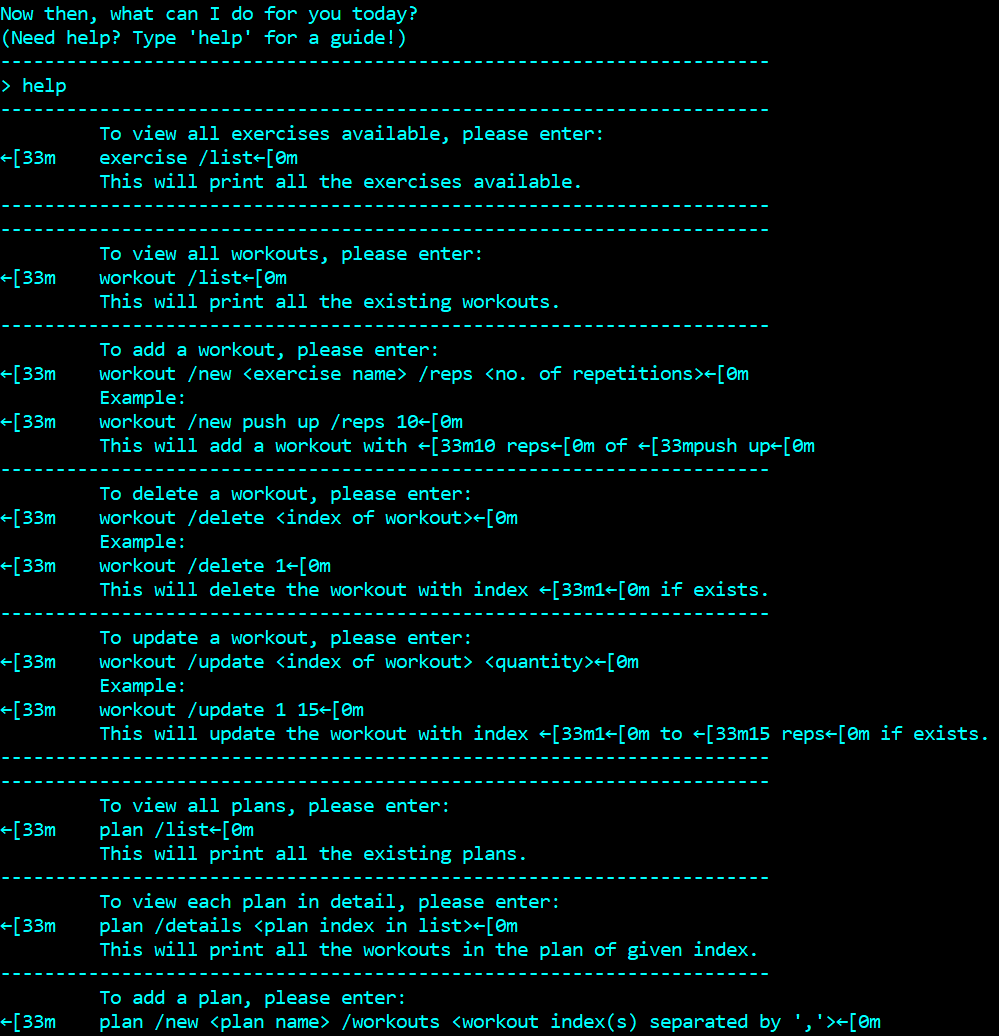 Now then, what can I do for you today?
(Need help? Type 'help' for a guide!)
----------------------------------------------------------------------
> help
----------------------------------------------------------------------
To view all exercises available, please enter:
←[33m    exercise /list←[0m
This will print all the exercises available.
----------------------------------------------------------------------
----------------------------------------------------------------------
To view all workouts, please enter:
←[33m    workout /list←[0m
This will print all the existing workouts.
----------------------------------------------------------------------
To add a workout, please enter:
←[33m    workout /new <exercise name> /reps <no. of repetitions>←[0m
Example:
←[33m    workout /new push up /reps 10←[0m
This will add a workout with ←[33m10 reps←[0m of ←[33mpush up←[0m
----------------------------------------------------------------------
To delete a workout, please enter:
←[33m    workout /delete <index of workout>←[0m
Example:
←[33m    workout /delete 1←[0m
This will delete the workout with index ←[33m1←[0m if exists.
----------------------------------------------------------------------
To update a workout, please enter:
←[33m    workout /update <index of workout> <quantity>←[0m
Example:
←[33m    workout /update 1 15←[0m
This will update the workout with index ←[33m1←[0m to ←[33m15 reps←[0m if exists.
----------------------------------------------------------------------
----------------------------------------------------------------------
To view all plans, please enter:
←[33m    plan /list←[0m
This will print all the existing plans.
----------------------------------------------------------------------
To view each plan in detail, please enter:
←[33m    plan /details <plan index in list>←[0m
This will print all the workouts in the plan of given index.
----------------------------------------------------------------------
To add a plan, please enter:
←[33m    plan /new <plan name> /workouts <workout index(s) separated by ','>←[0m